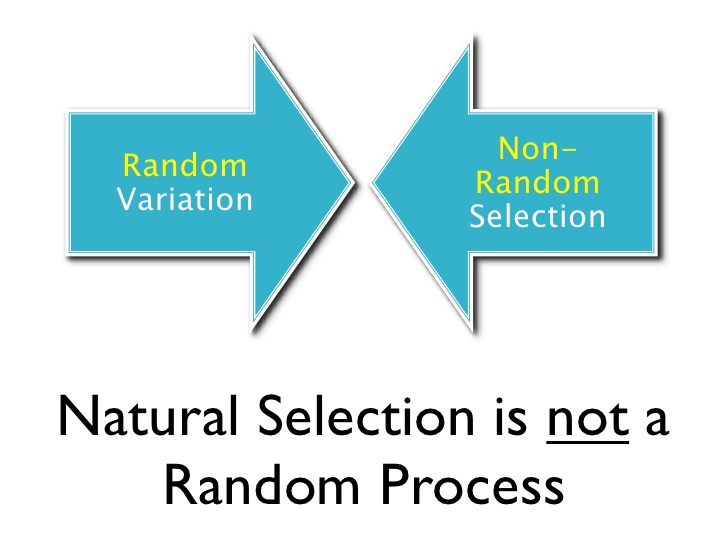 Random
Variation
Non-
Random
Selection
Natural Selection is not a
Random Process